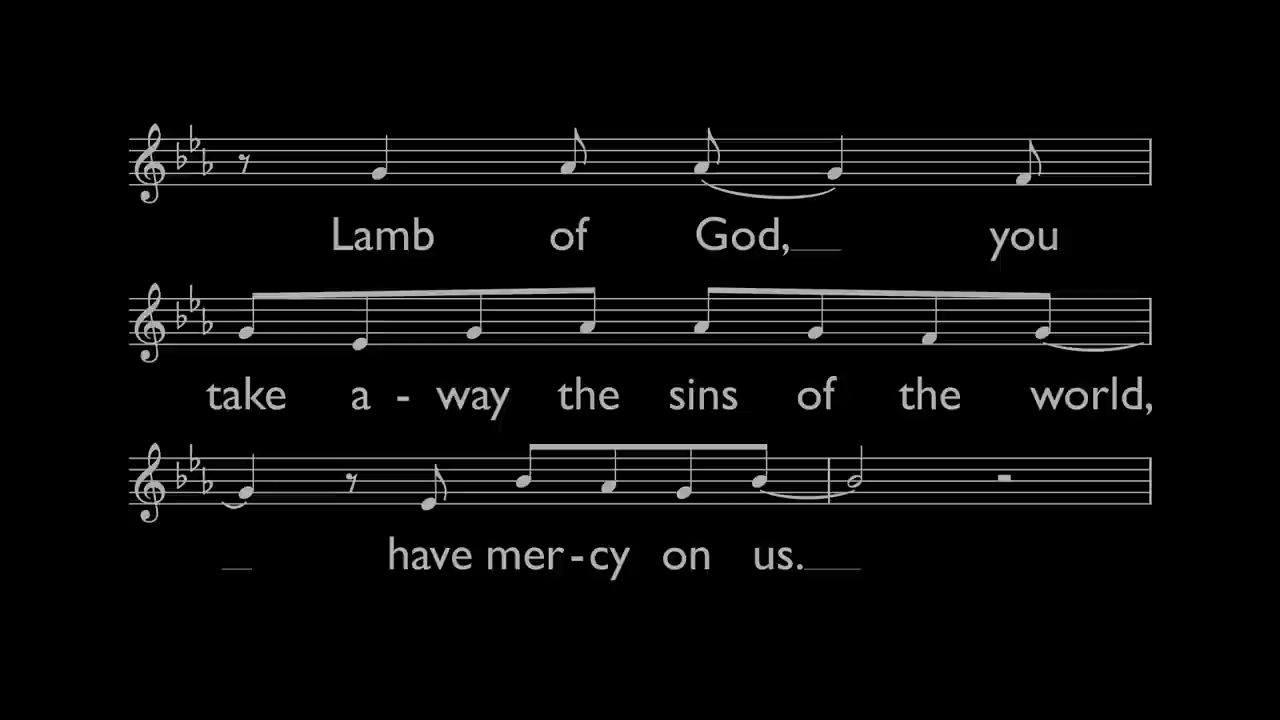 Lamb of God, you
take a - way the sins of the world,
have mer - cy on us.